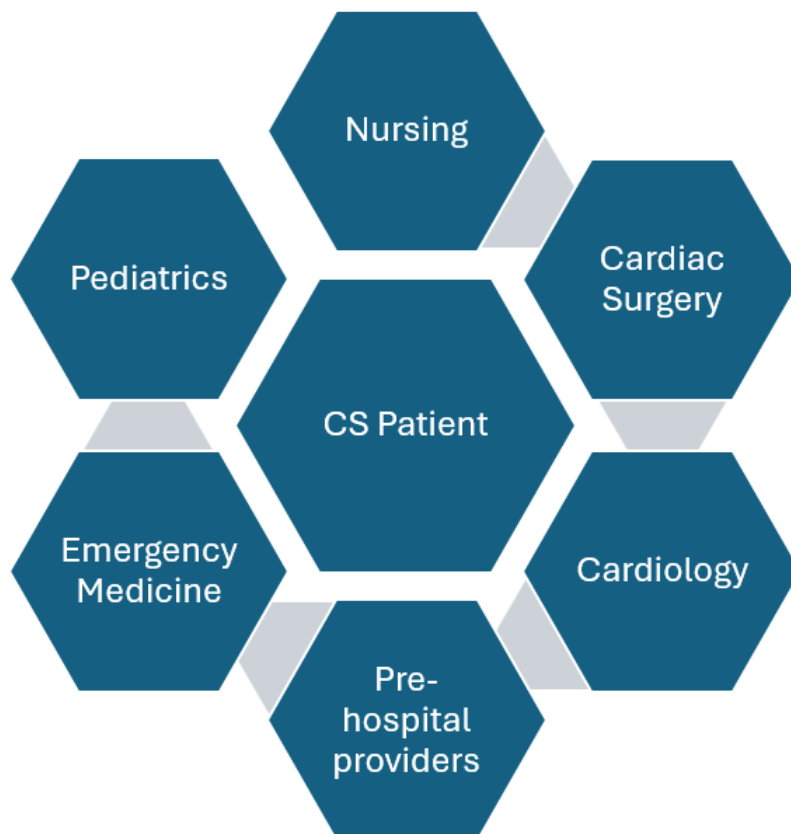 Nursing
Cardiac
Surgery
Pediatrics
CS Patient
Emergency
Medicine
Cardiology
Pre-
hospital
providers